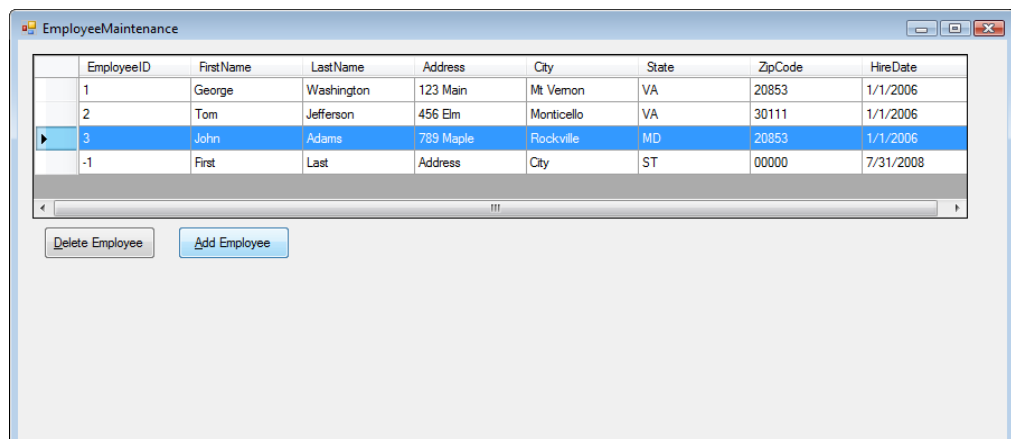 EmployeeMaintenance
EmployeeID FirstName LastName Address City State ZipCode HireDate
1 George Washington 123 Main Mt Vernon VA 20853 1/1/2006
2 Tom Jefferson 456 Elm Monticello VA 30111 1/1/2006
3 John Adams 789 Maple Rockville MD 20853 1/1/2006
-1 First Last Address City ST 00000 7/31/2008
Delete Employee Add Employee